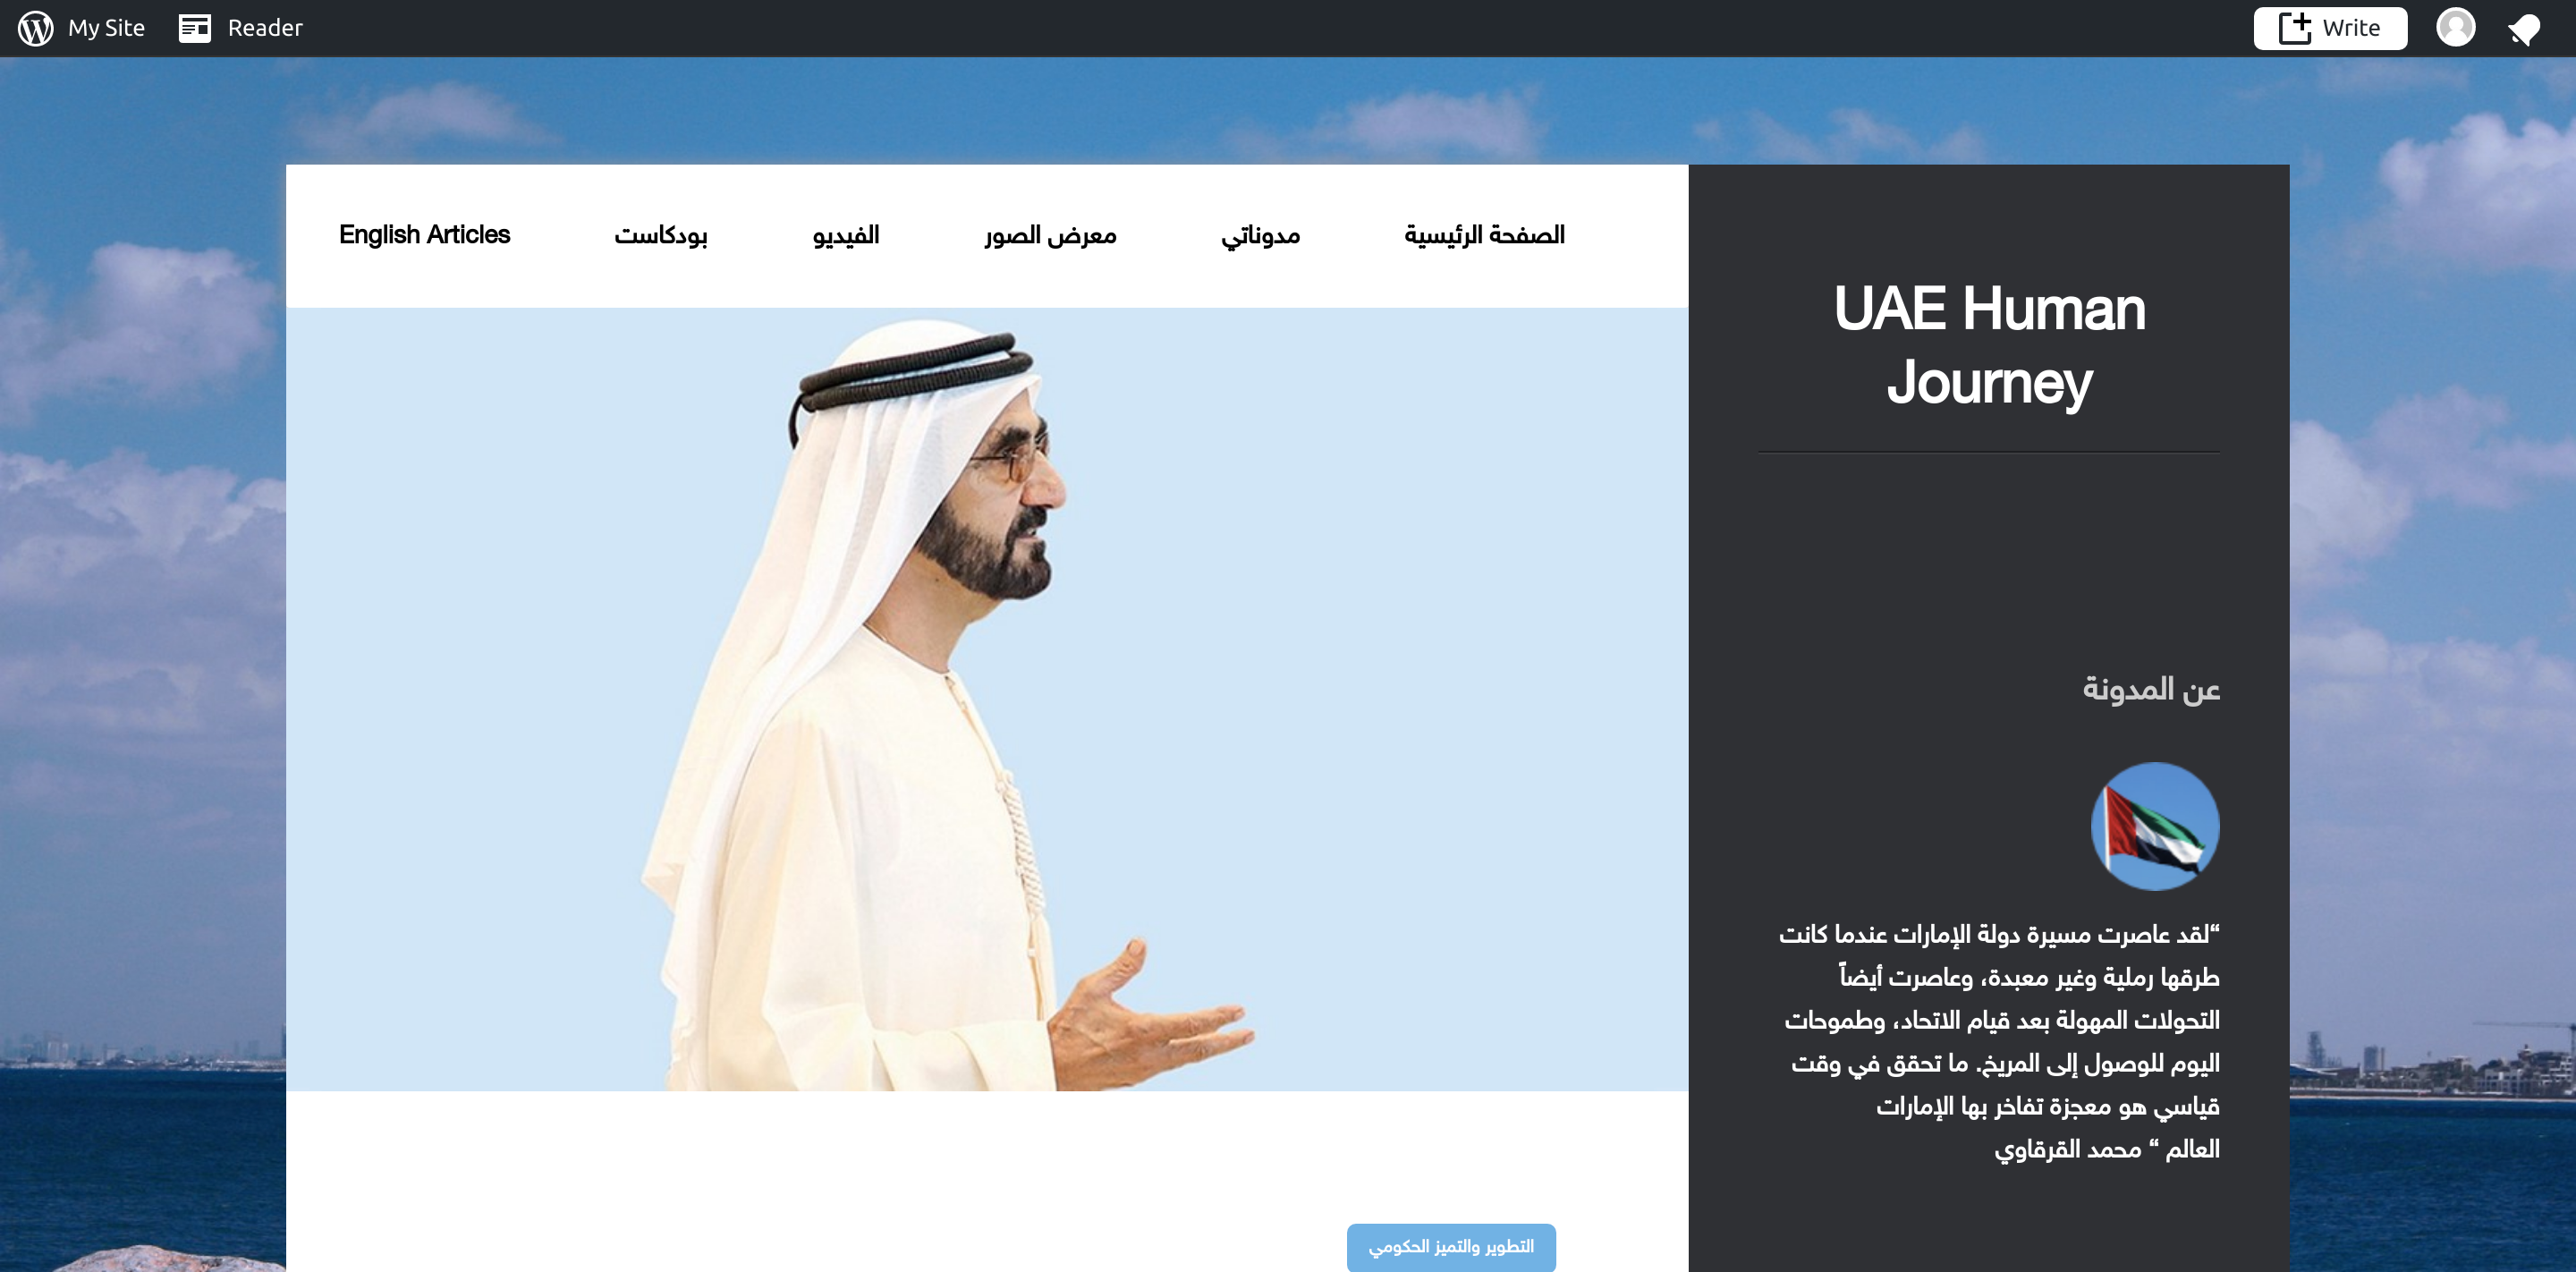 My Site
Reader
Write
الصفحة الرئيسية
مدوناتي
معرض الصور
الفيديو
بودكاست
English Articles
UAE Human
Journey
عن المدونة
“لقد عاصرت مسيرة دولة الإمارات عندما كانت
طرقها رملية وغير معبدة، وعاصرت أيضاً
التحولات المهولة بعد قيام الاتحاد، وطموحات
اليوم للوصول إلى المريخ. ما تحقق في وقت
قياسي هو معجزة تفاخر بها الإمارات
العالم “ محمد القرقاوي
التطوير والتميز الحكومي